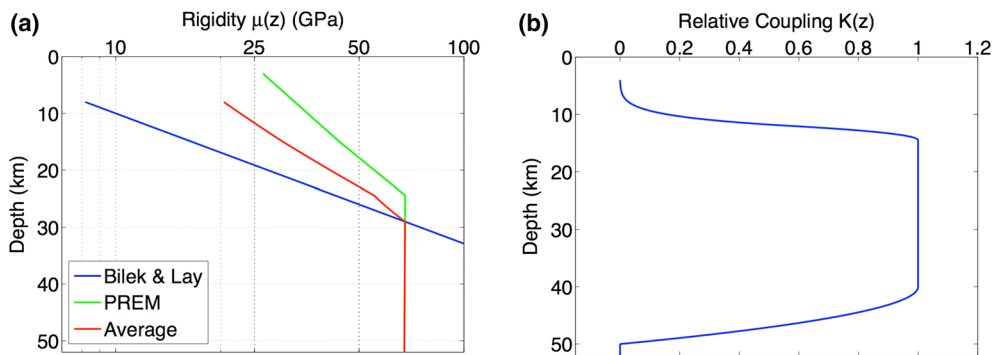 (a)
Rigidity μ(z) (GPa)
10 25 50 100
0
10
20
30
40
50
Depth (km)
Bilek & Lay
PREM
Average
(b)
Relative Coupling K(z)
0 0.2 0.4 0.6 0.8 1 1.2
0
10
20
30
40
50
Depth (km)